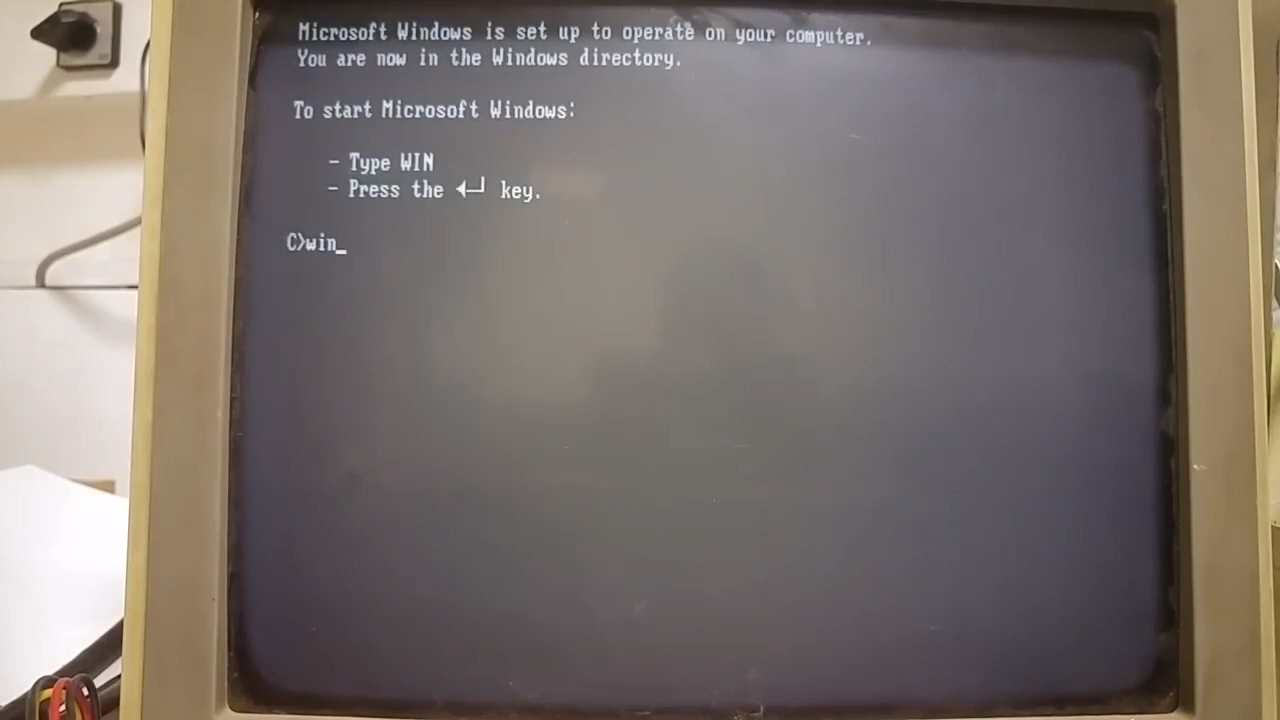 Microsoft Windows is set up to operate on your computer.
You are now in the Windows directory.
To start Microsoft Windows:
- Type WIN
- Press the ↵ key.
C>win_